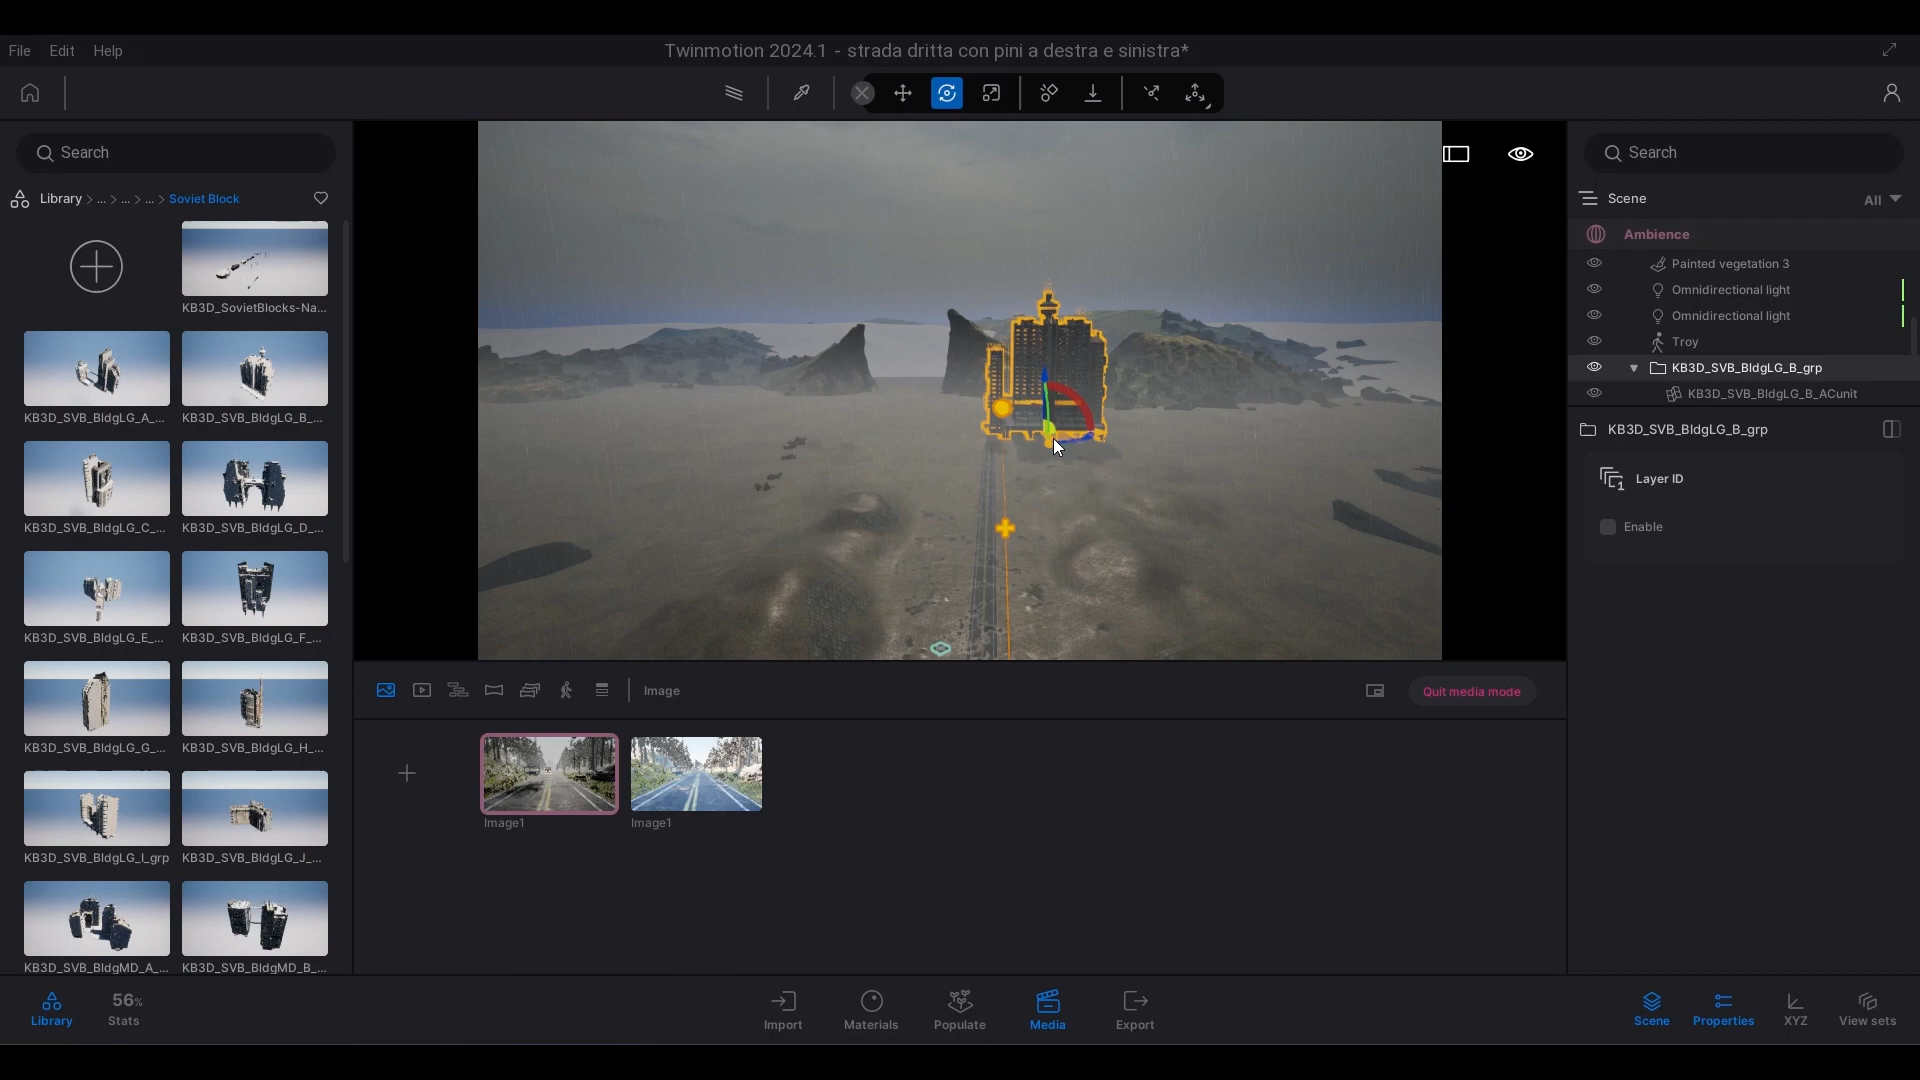 File Edit Help
Twinmotion 2024.1 - strada dritta con pini a destra e sinistra*
Search
Library > ... > ... > ... > Soviet Block
KB3D_SovietBlocks-Na...
KB3D_SVB_BldgLG_A_...
KB3D_SVB_BldgLG_B_...
KB3D_SVB_BldgLG_C_...
KB3D_SVB_BldgLG_D_...
KB3D_SVB_BldgLG_E_...
KB3D_SVB_BldgLG_F_...
KB3D_SVB_BldgLG_G_...
KB3D_SVB_BldgLG_H_...
KB3D_SVB_BldgLG_I_grp
KB3D_SVB_BldgLG_J_...
KB3D_SVB_BldgMD_A_...
KB3D_SVB_BldgMD_B_...
Image
Quit media mode
Image1
Image1
Search
Scene
All
Ambience
Painted vegetation 3
Omnidirectional light
Omnidirectional light
Troy
KB3D_SVB_BldgLG_B_grp
KB3D_SVB_BldgLG_B_ACunit
KB3D_SVB_BldgLG_B_grp
1
Layer ID
Enable
Library
56%
Stats
Import
Materials
Populate
Media
Export
Scene
Properties
XYZ
View sets